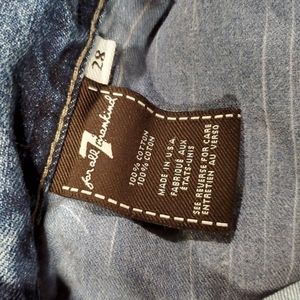 28
7
for all mankind
100% COTTON
100% COTON
MADE IN U.S.A
FABRIQUÉ AUX
ÉTATS-UNIS
SEE REVERSE FOR CARE
ENTRETIEN AU VERSO